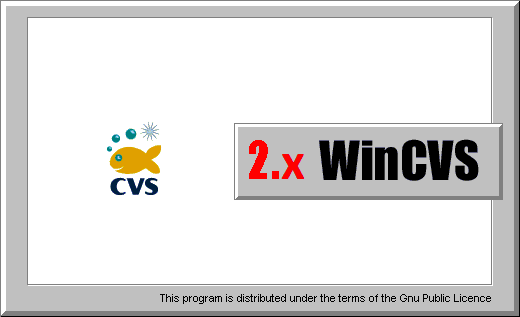 CVS
2.x WinCVS
This program is distributed under the terms of the Gnu Public Licence